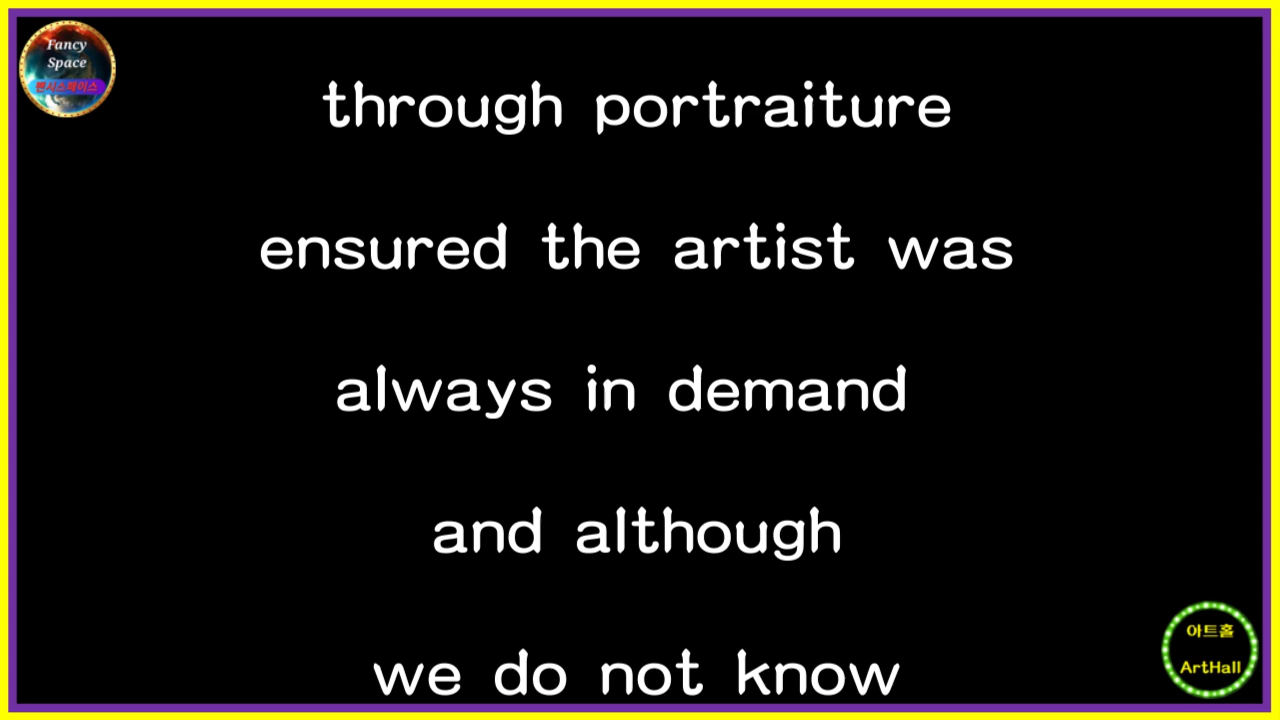 Fancy
Space
팬시스페이스
through portraiture
ensured the artist was
always in demand
and although
we do not know
아트홀
ArtHall